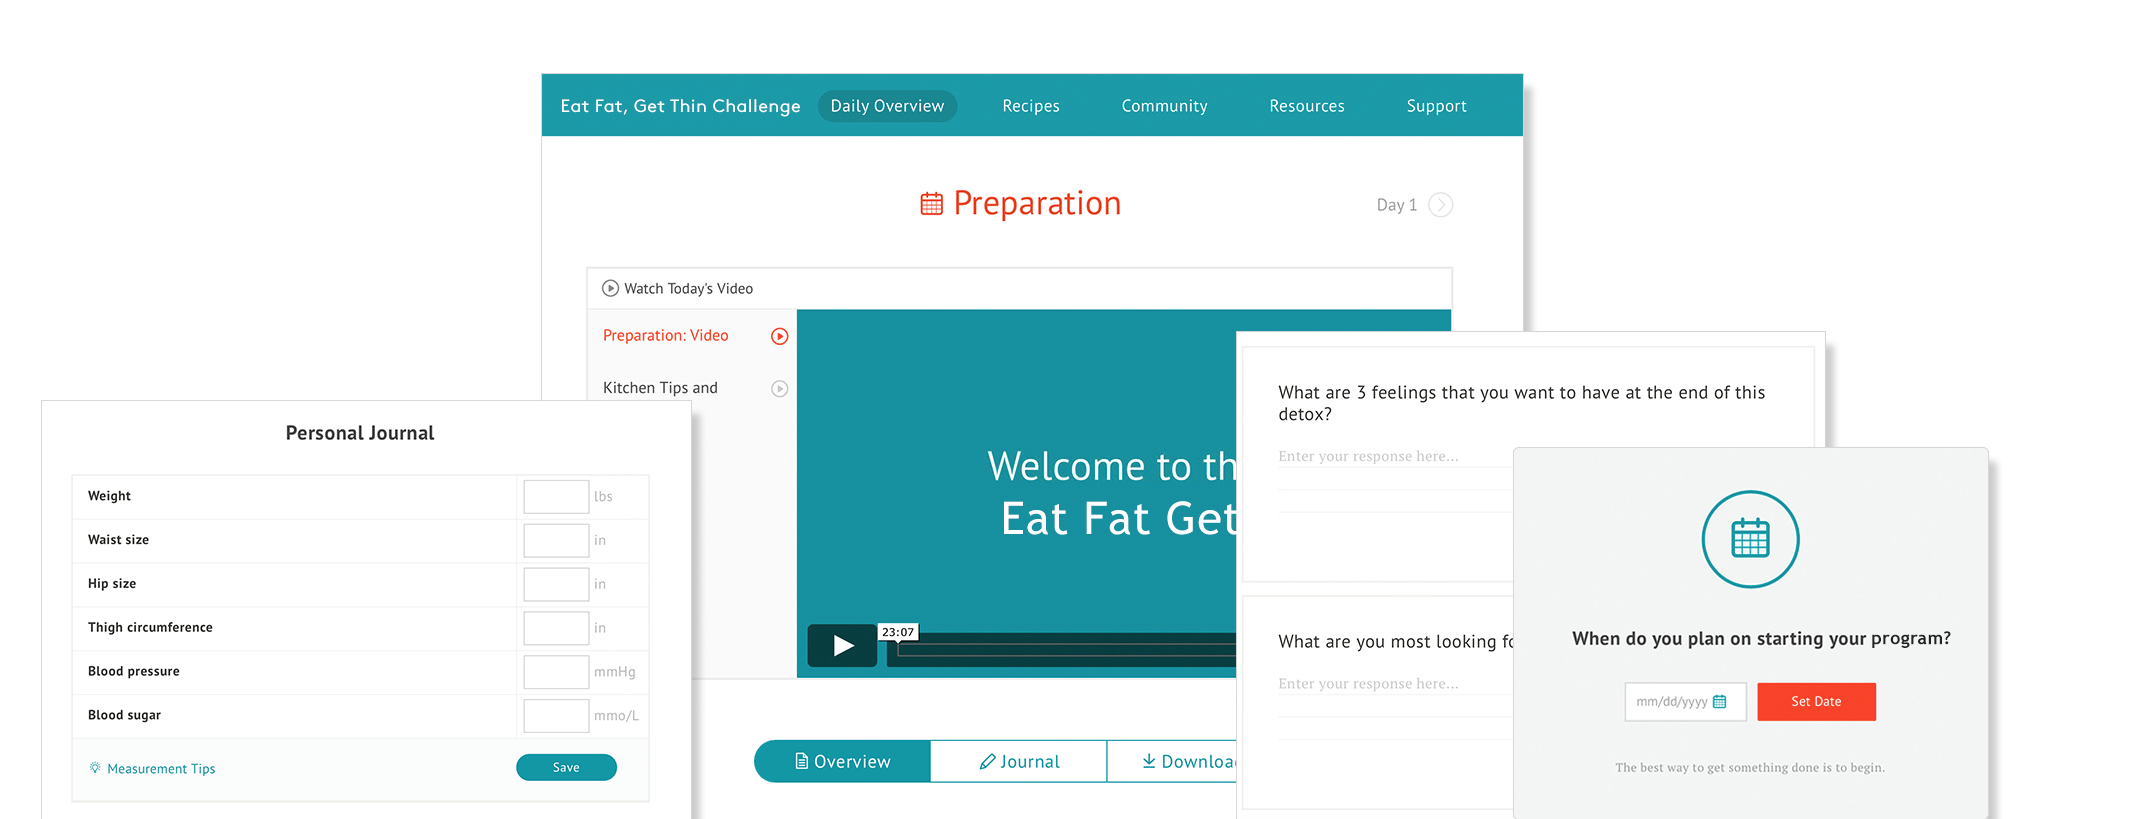 Eat Fat, Get Thin Challenge Daily Overview Recipes Community Resources Support
Preparation
Day 1
Watch Today's Video
Preparation: Video
Kitchen Tips and
Welcome to th
Eat Fat Get
23:07
Overview Journal Downloa
Personal Journal
Weight lbs
Waist size in
Hip size in
Thigh circumference in
Blood pressure mmHg
Blood sugar mmo/L
Measurement Tips Save
What are 3 feelings that you want to have at the end of this
detox?
Enter your response here...
What are you most looking fo
Enter your response here...
When do you plan on starting your program?
mm/dd/yyyy Set Date
The best way to get something done is to begin.